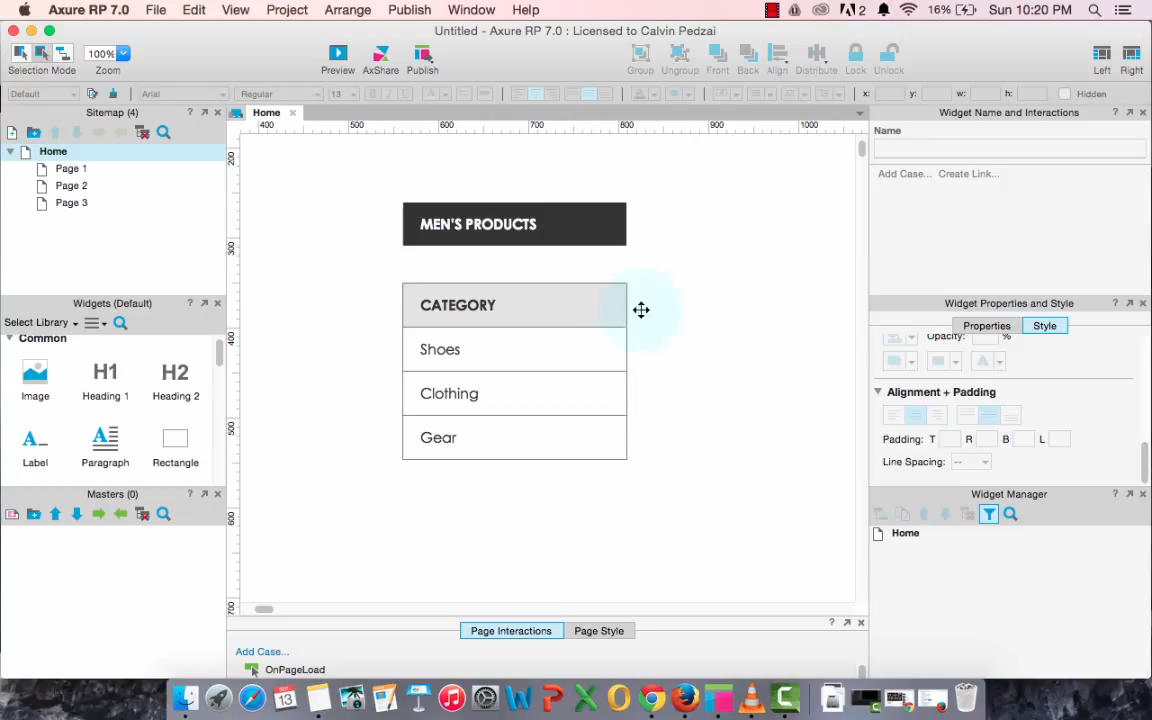 Axure RP 7.0 File Edit View Project Arrange Publish Window Help 2 16% Sun 10:20 PM
Untitled - Axure RP 7.0 : Licensed to Calvin Pedzai
100%
Selection Mode Zoom Preview AxShare Publish Group Ungroup Front Back Align Distribute Lock Unlock Left Right
Default Arial Regular 13 x: y: w: h: Hidden
Sitemap (4) Home Widget Name and Interactions
400 500 600 700 800 900 1000
Name
Home
Page 1
Page 2
Page 3
Add Case... Create Link...
200
300
400
500
600
700
MEN'S PRODUCTS
CATEGORY
Shoes
Clothing
Gear
Widgets (Default)
Select Library
Common
Image
H1
Heading 1
H2
Heading 2
A
Label
A
Paragraph
Rectangle
Masters (0)
Widget Properties and Style
Properties Style
Opacity: %
Alignment + Padding
Padding: T R B L
Line Spacing: --
Widget Manager
Home
Page Interactions Page Style
Add Case...
OnPageLoad
SEP
13